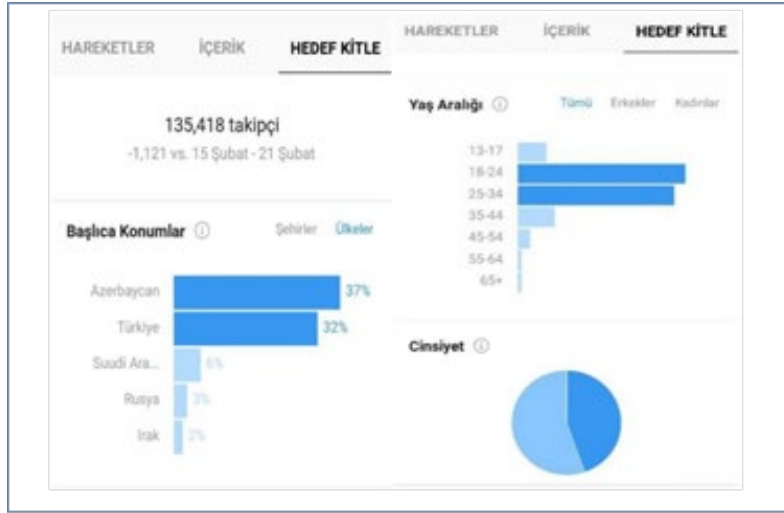 HAREKETLER İÇERİK HEDEF KİTLE
135,418 takipçi
-1,121 vs. 15 Şubat - 21 Şubat
Başlıca Konumlar Şehirler Ülkeler
Azerbaycan 37%
Türkiye 32%
Suudi Ara... 6%
Rusya 3%
Irak 2%
HAREKETLER İÇERİK HEDEF KİTLE
Yaş Aralığı Tümü Erkekler Kadınlar
13-17
18-24
25-34
35-44
45-54
55-64
65+
Cinsiyet